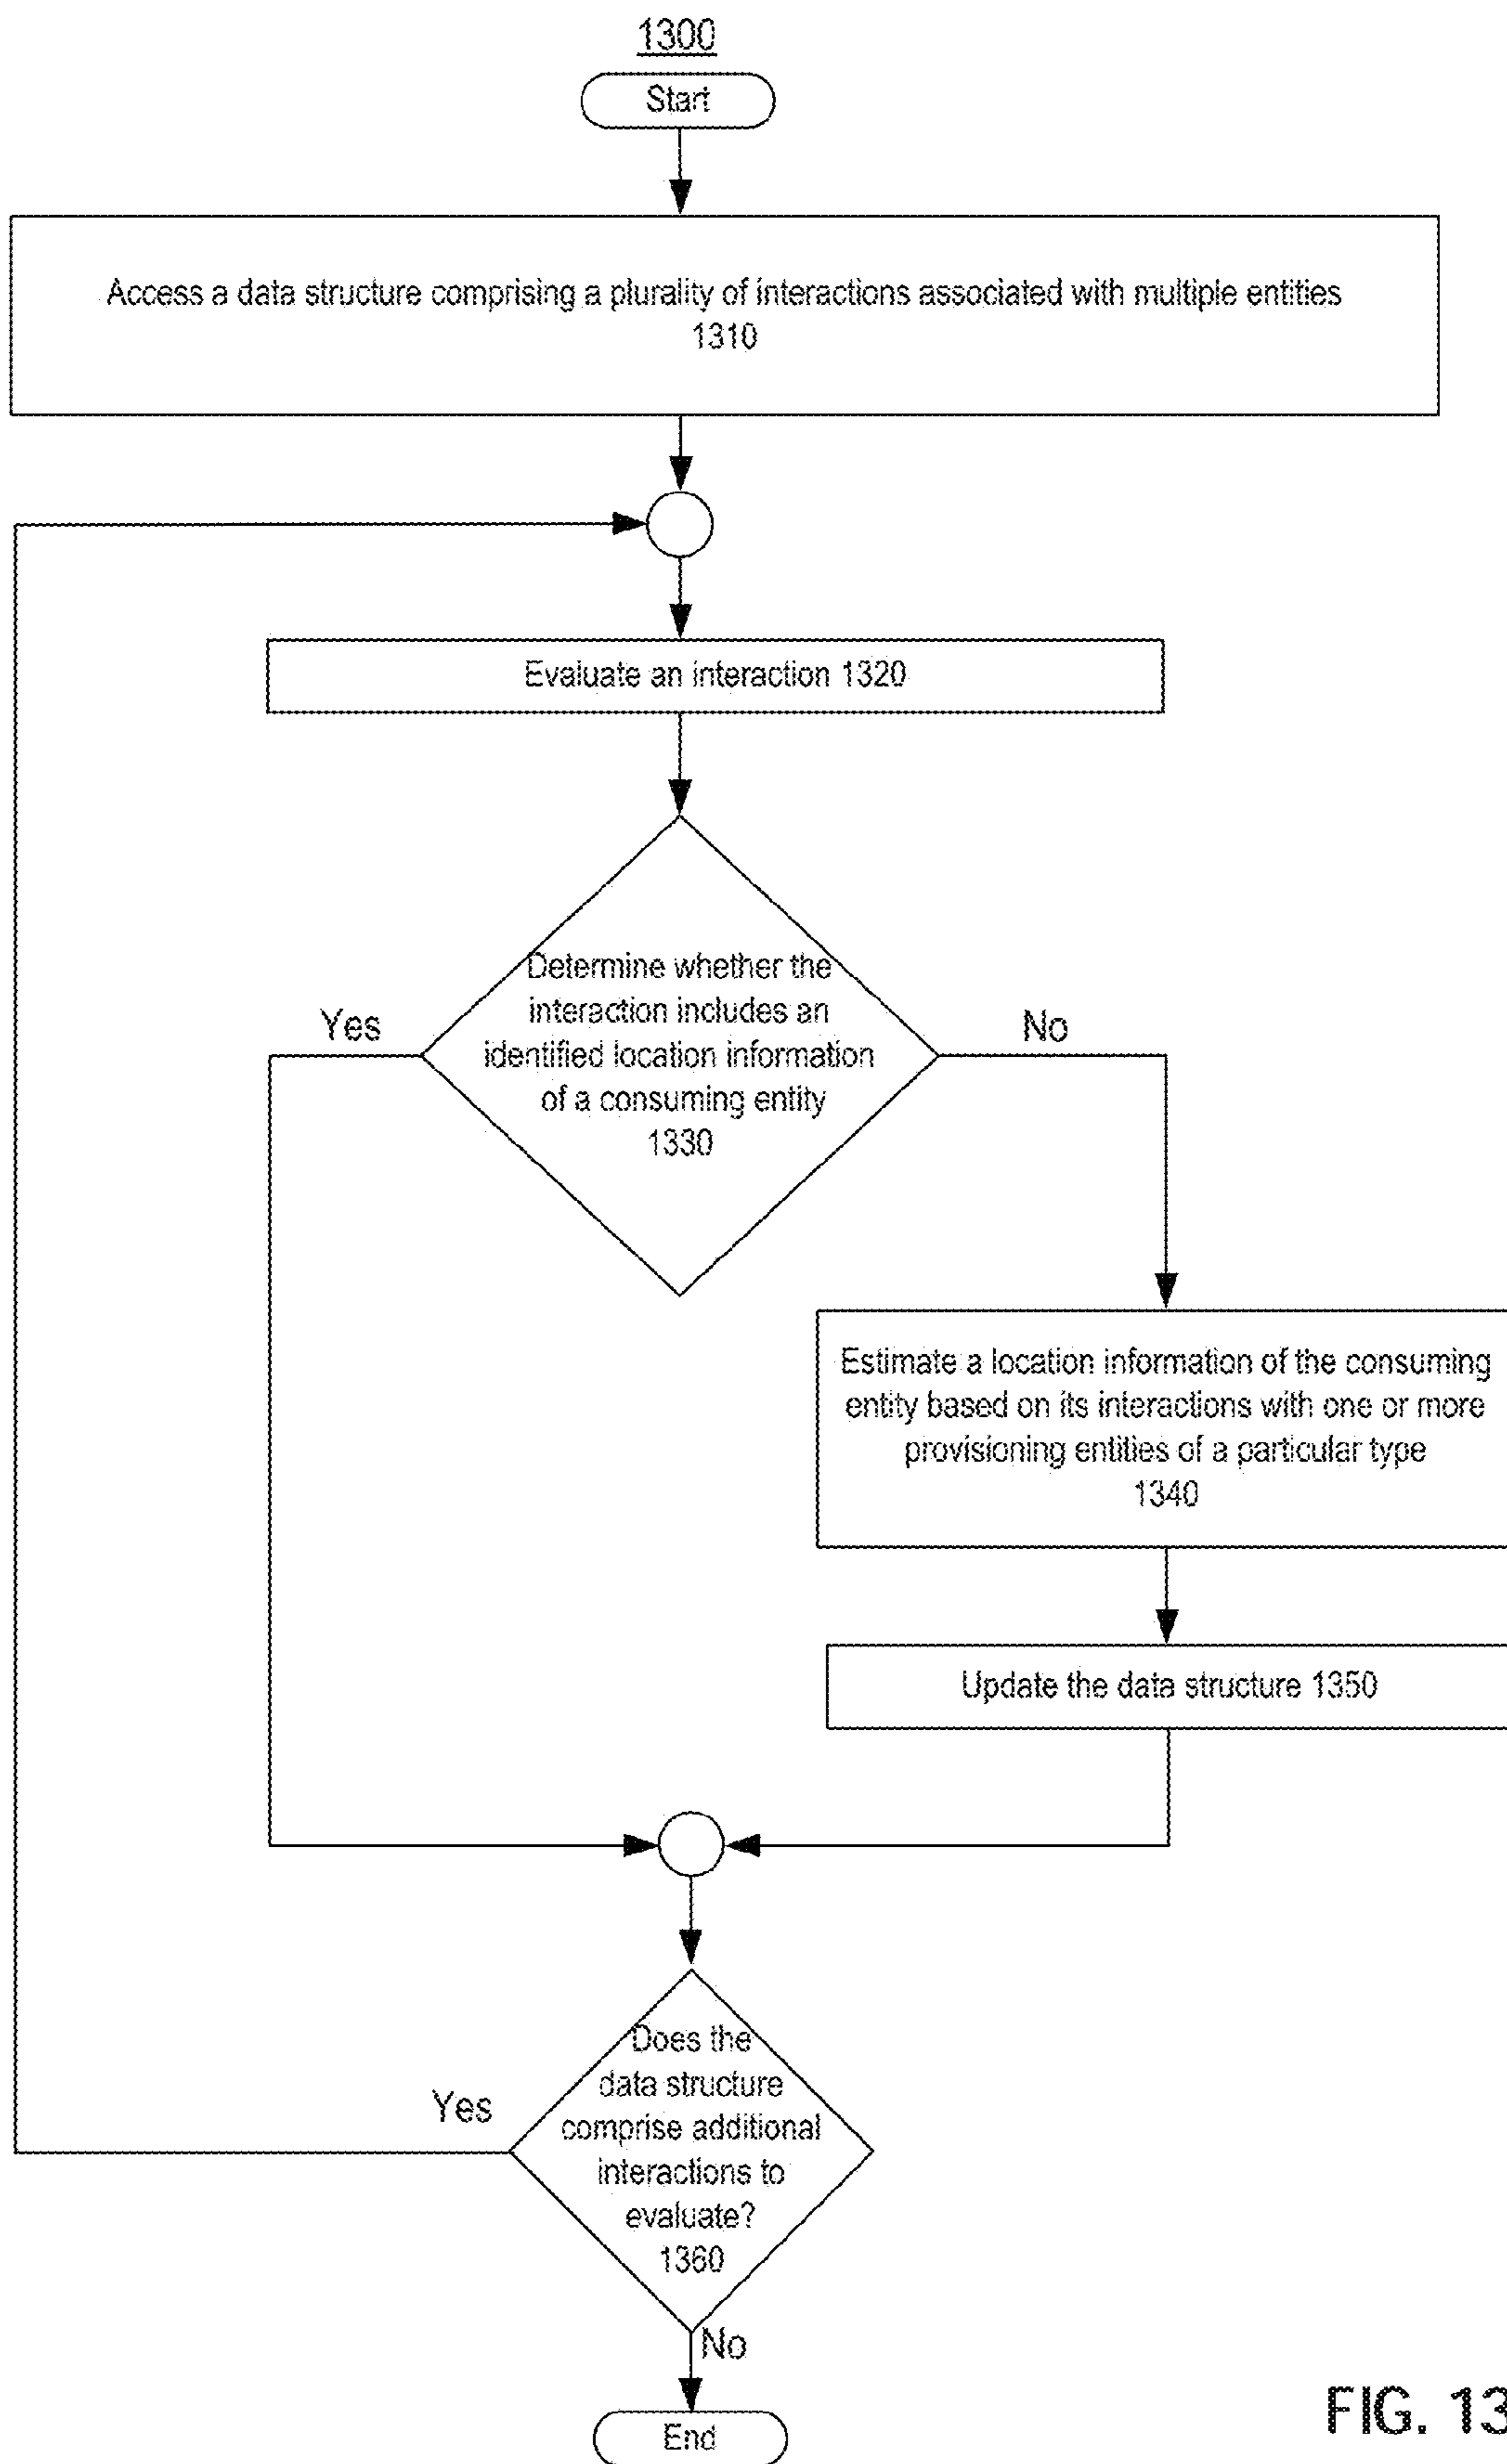 1300
Start
Access a data structure comprising a plurality of interactions associated with multiple entities
1310
Evaluate an interaction 1320
Determine whether the
interaction includes an
identified location information
of a consuming entity
1330
Yes
No
Estimate a location information of the consuming
entity based on its interactions with one or more
provisioning entities of a particular type
1340
Update the data structure 1350
Does the
data structure
comprise additional
interactions to
evaluate?
1360
Yes
No
End
FIG. 13